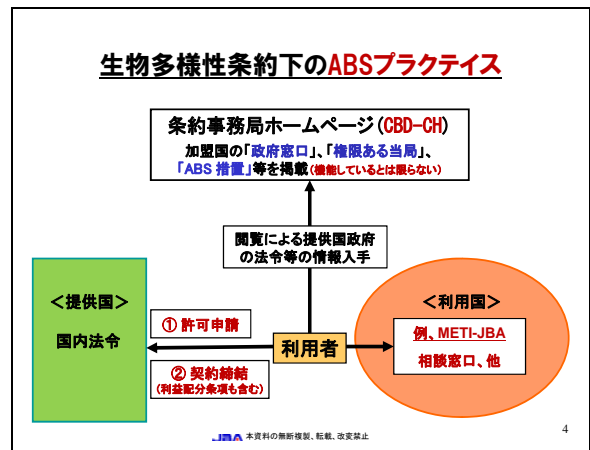 生物多様性条約下のABSプラクテイス
条約事務局ホームページ(CBD-CH)
加盟国の「政府窓口」、「権限ある当局」、
「ABS 措置」等を掲載(機能しているとは限らない)
閲覧による提供国政府
の法令等の情報入手
＜提供国＞
国内法令
① 許可申請
② 契約締結
(利益配分条項も含む)
利用者
＜利用国＞
例、METI-JBA
相談窓口、他
JBA 本資料の無断複製、転載、改変禁止
4